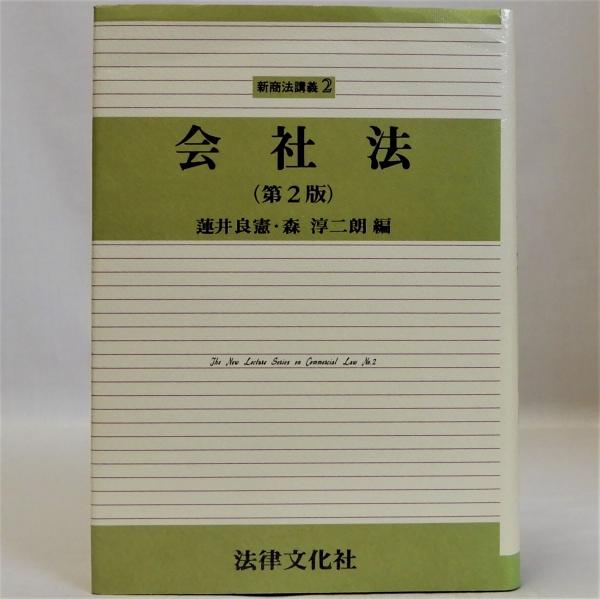 新商法講義2
会社法
(第2版)
蓮井良憲・森 淳二朗 編
The New Lecture Series on Commercial Law No.2
法律文化社